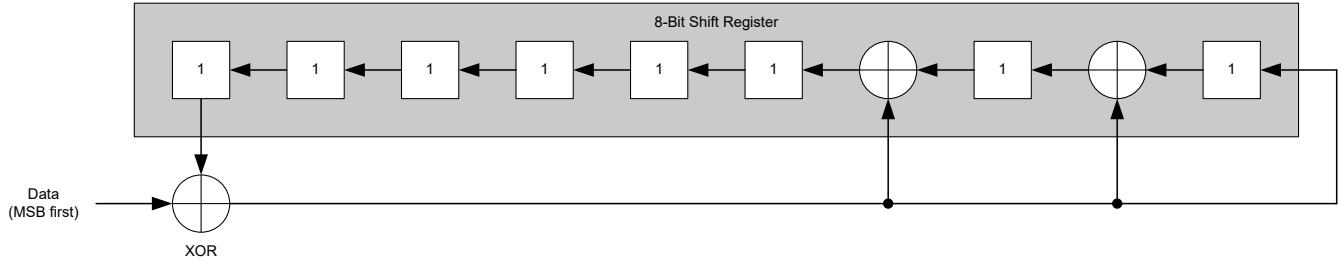 8-Bit Shift Register
1 1 1 1 1 1 1 1
Data
(MSB first)
XOR